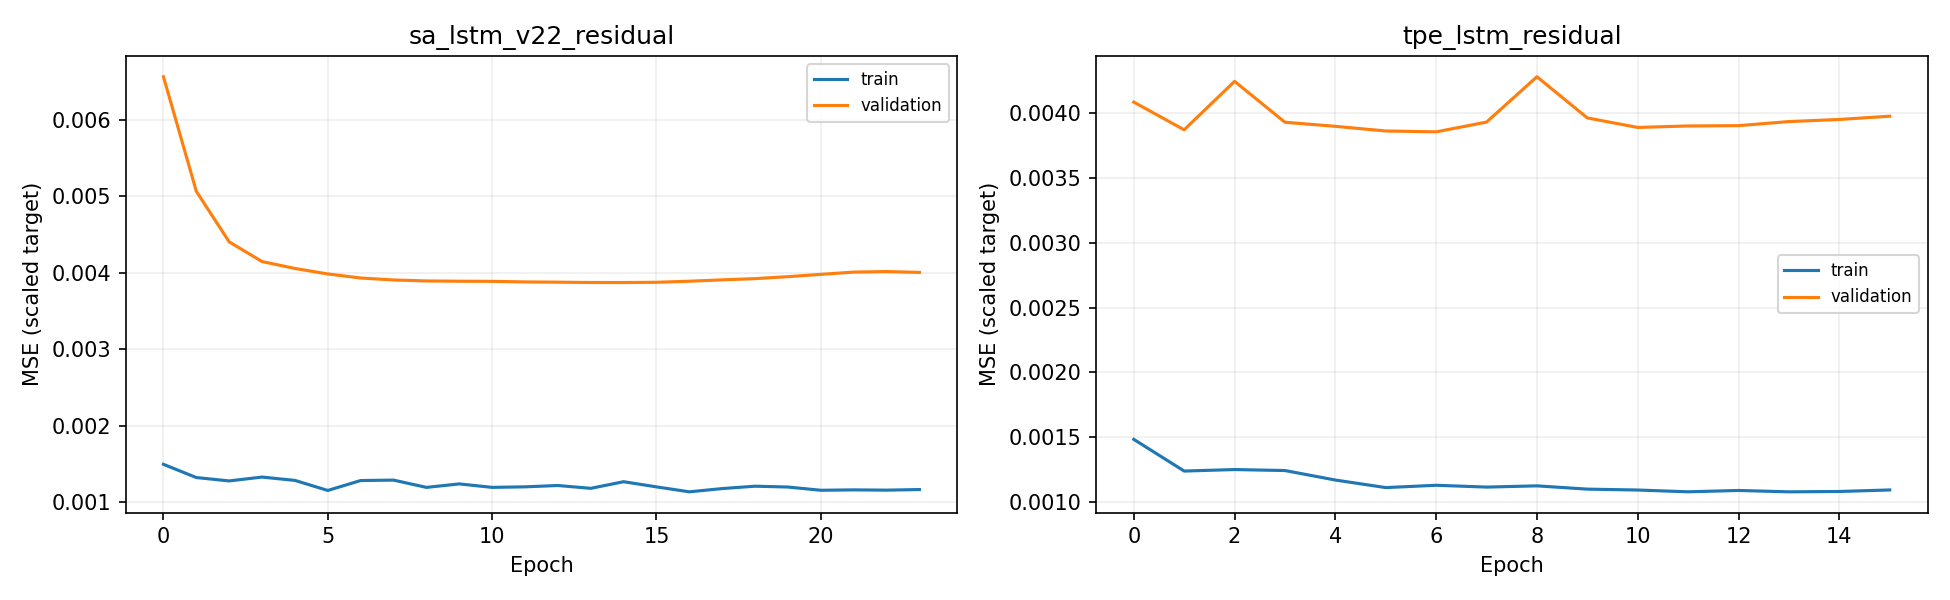 sa_lstm_v22_residual
MSE (scaled target)
0.006
0.005
0.004
0.003
0.002
0.001
train
validation
0 5 10 15 20
Epoch
tpe_lstm_residual
MSE (scaled target)
0.0040
0.0035
0.0030
0.0025
0.0020
0.0015
0.0010
train
validation
0 2 4 6 8 10 12 14
Epoch